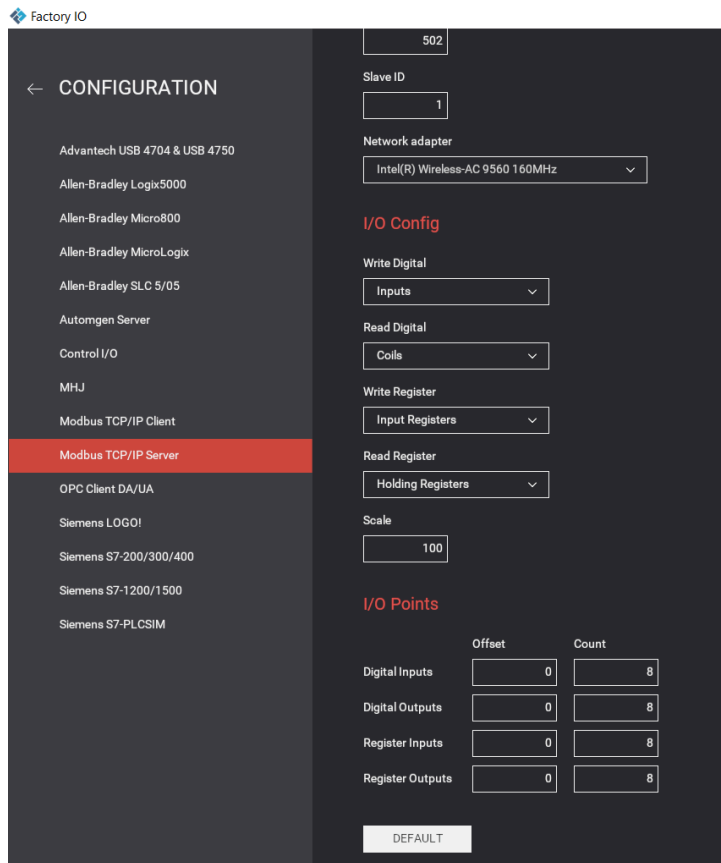 Factory IO
CONFIGURATION
Advantech USB 4704 & USB 4750
Allen-Bradley Logix5000
Allen-Bradley Micro800
Allen-Bradley MicroLogix
Allen-Bradley SLC 5/05
Automgen Server
Control I/O
MHJ
Modbus TCP/IP Client
Modbus TCP/IP Server
OPC Client DA/UA
Siemens LOGO!
Siemens S7-200/300/400
Siemens S7-1200/1500
Siemens S7-PLCSIM
502
Slave ID
1
Network adapter
Intel(R) Wireless-AC 9560 160MHz
I/O Config
Write Digital
Inputs
Read Digital
Coils
Write Register
Input Registers
Read Register
Holding Registers
Scale
100
I/O Points
Offset Count
Digital Inputs 0 8
Digital Outputs 0 8
Register Inputs 0 8
Register Outputs 0 8
DEFAULT